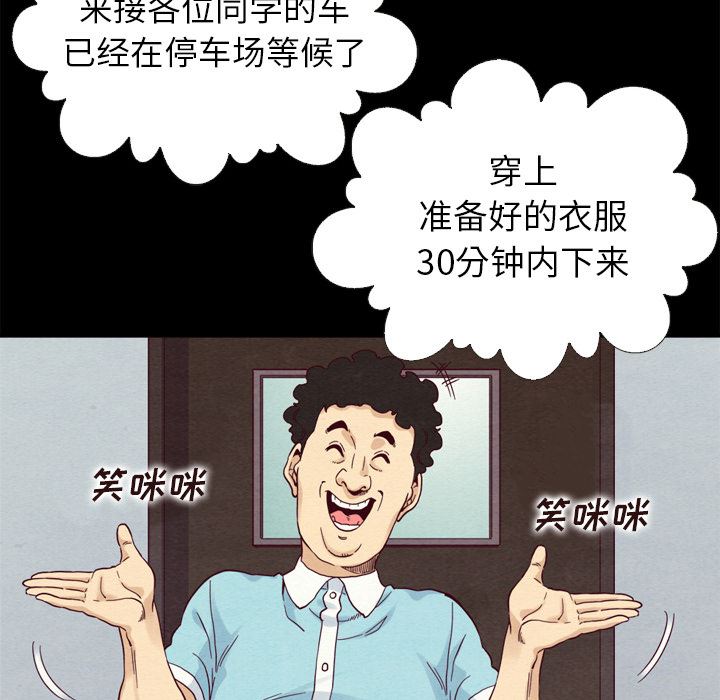 来接各位同学的车
已经在停车场等候了
穿上
准备好的衣服
30分钟内下来
笑咪咪
笑咪咪